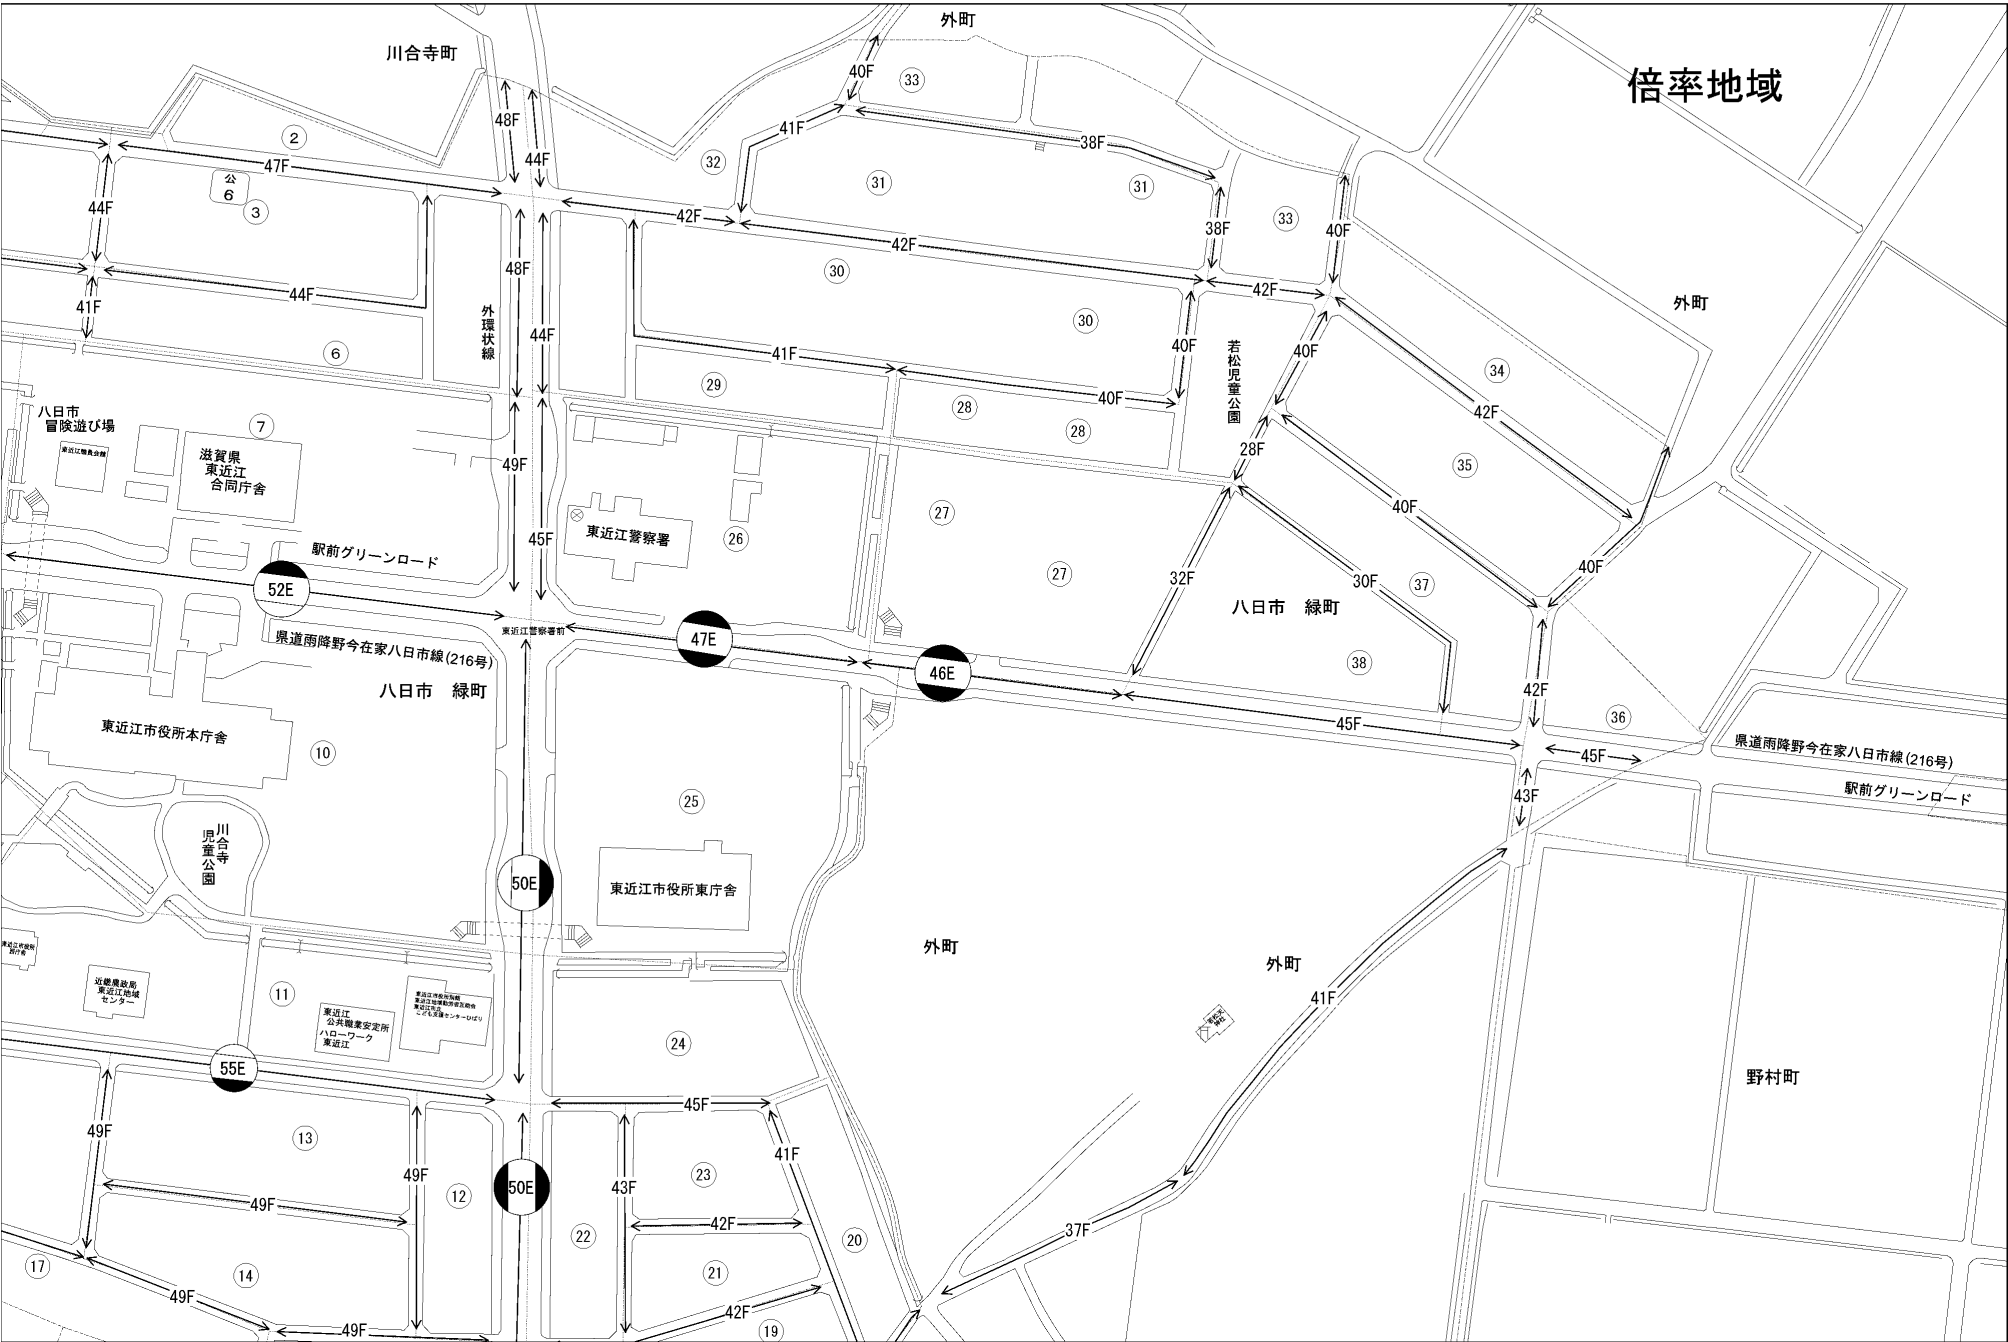 外町
川合寺町
倍率地域
40F
33
48F
41F
38F
②
44F
32
47F
公
6
③
31
31
44F
42F
33
38F
40F
42F
48F
30
42F
44F
41F
外環状線
44F
30
外町
⑥
41F
40F
若松児童公園
40F
34
29
40F
28
28
42F
八日市
冒険遊び場
⑦
東近江職員会館
滋賀県
東近江
合同庁舎
49F
28F
35
40F
27
45F
東近江警察署
26
駅前グリーンロード
52E
27
32F
30F
37
40F
八日市 緑町
東近江警察署前
47E
県道雨降野今在家八日市線(216号)
46E
38
八日市 緑町
42F
36
45F
東近江市役所本庁舎
10
45F
県道雨降野今在家八日市線(216号)
駅前グリーンロード
43F
25
川合寺
児童公園
50E
東近江市役所東庁舎
外町
外町
近畿農政局
東近江地域
センター
11
東近江
公共職業安定所
ハローワーク
東近江
41F
若松天
神社
24
55E
野村町
45F
49F
13
41F
49F
12
50E
43F
23
49F
42F
22
20
37F
17
14
21
49F
42F
49F
19